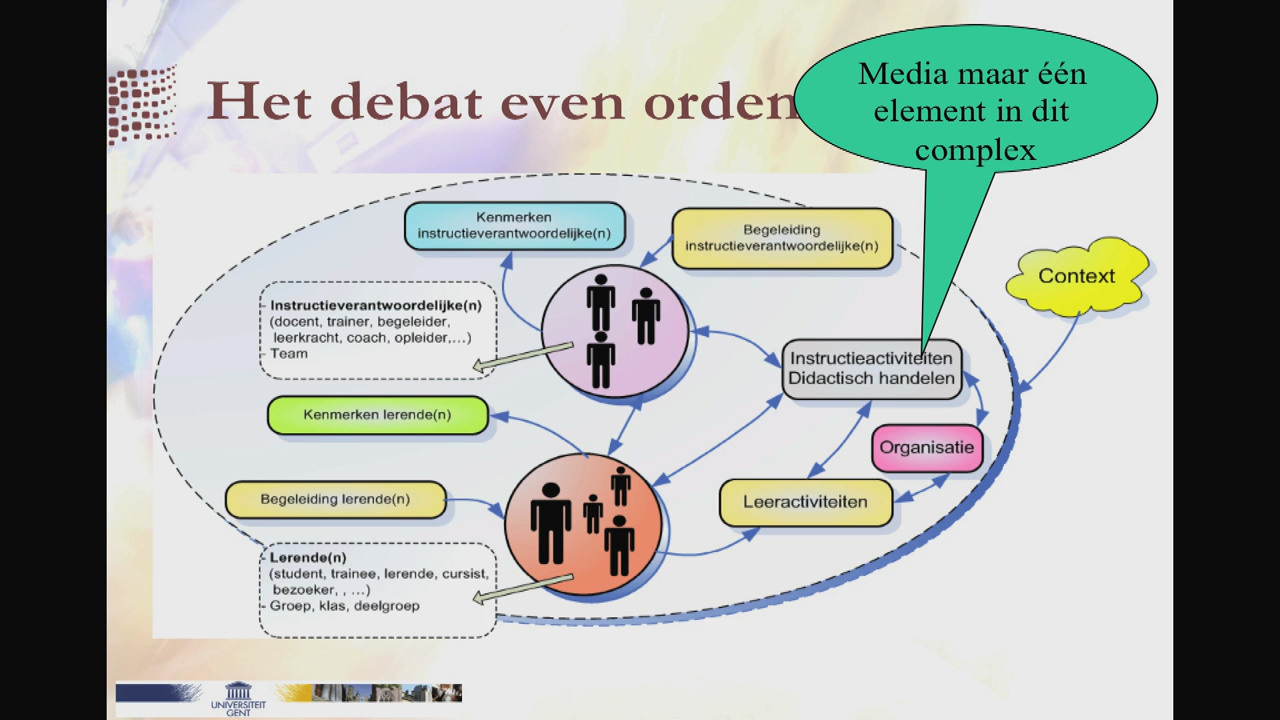 Het debat even orden
Media maar één
element in dit
complex
Kenmerken
instructieverantwoordelijke(n)
Begeleiding
instructieverantwoordelijke(n)
Context
Instructieverantwoordelijke(n)
(docent, trainer, begeleider,
leerkracht, coach, opleider,...)
- Team
Instructieactiviteiten
Didactisch handelen
Kenmerken lerende(n)
Organisatie
Begeleiding lerende(n)
Leeractiviteiten
- Lerende(n)
(student, trainee, lerende, cursist,
bezoeker, , ...)
- Groep, klas, deelgroep
UNIVERSITEIT
GENT